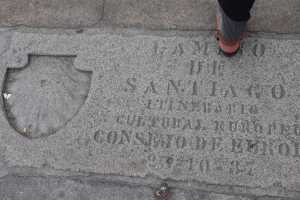 CAMINO
DE
SANTIAGO
ITINERARIO
CULTURAL EUROPEO
CONSEJO DE EUROPA
23-10-87